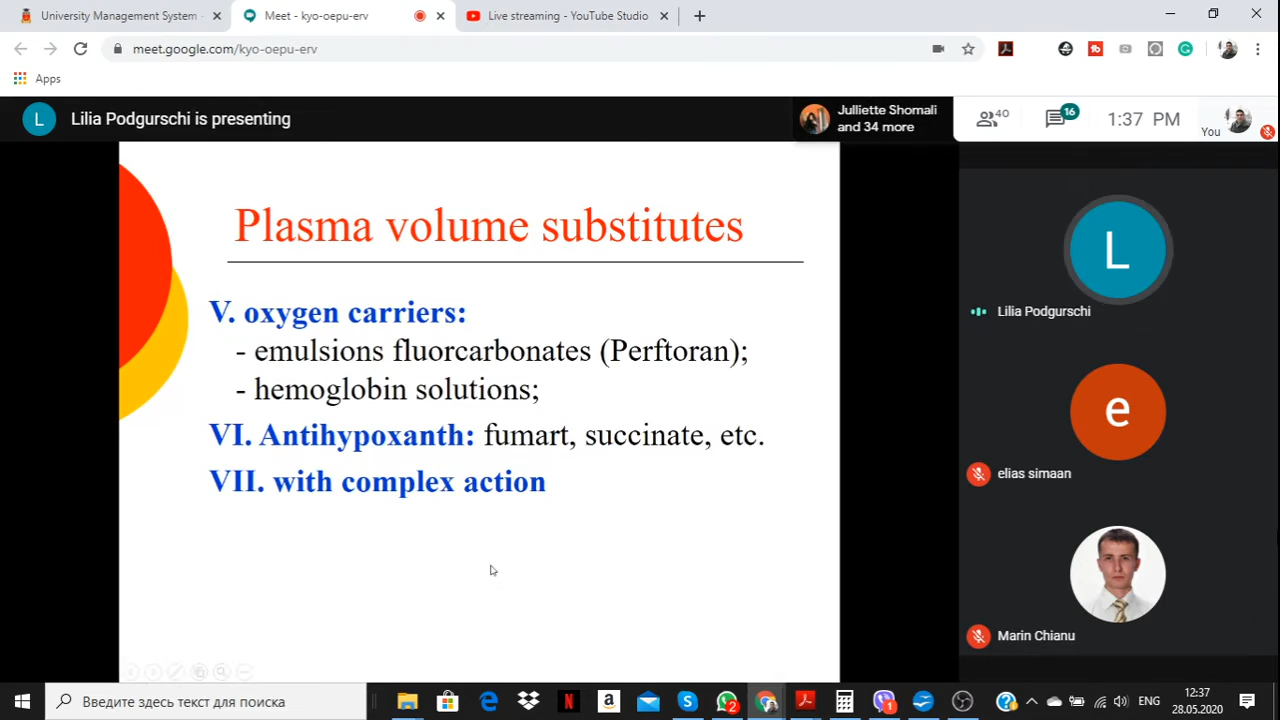 University Management System -
Meet - kyo-oepu-erv
Live streaming - YouTube Studio
meet.google.com/kyo-oepu-erv
Apps
L
Lilia Podgurschi is presenting
Julliette Shomali
and 34 more
40
16
1:37 PM
You
Plasma volume substitutes
V. oxygen carriers:
- emulsions fluorcarbonates (Perftoran);
- hemoglobin solutions;
VI. Antihypoxanth: fumart, succinate, etc.
VII. with complex action
L
Lilia Podgurschi
e
elias simaan
Marin Chianu
Введите здесь текст для поиска
2
1
ENG
12:37
28.05.2020